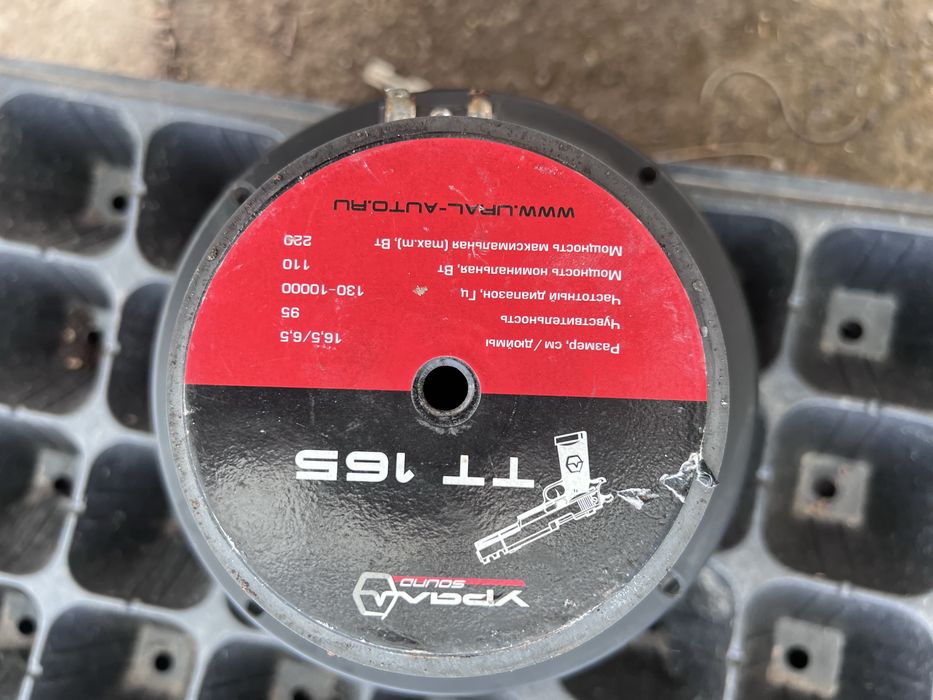 УРАЛ
SOUND
ТТ 165
Размер, см / дюймы 16,5/6,5
Чувствительность 95
Частотный диапазон, Гц 130-10000
Мощность номинальная, Вт 110
Мощность максимальная (max.m), Вт 220
WWW.URAL-AUTO.RU